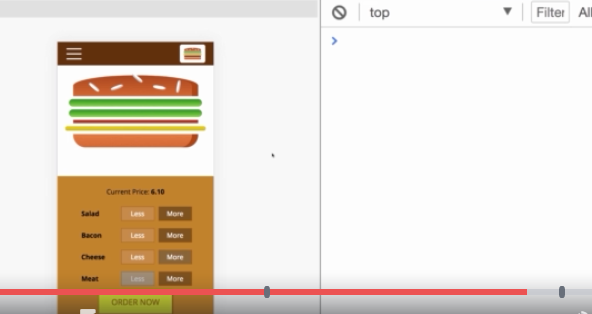 top
Filter
All
Current Price: 6.10
Salad Less More
Bacon Less More
Cheese Less More
Meat Less More
ORDER NOW